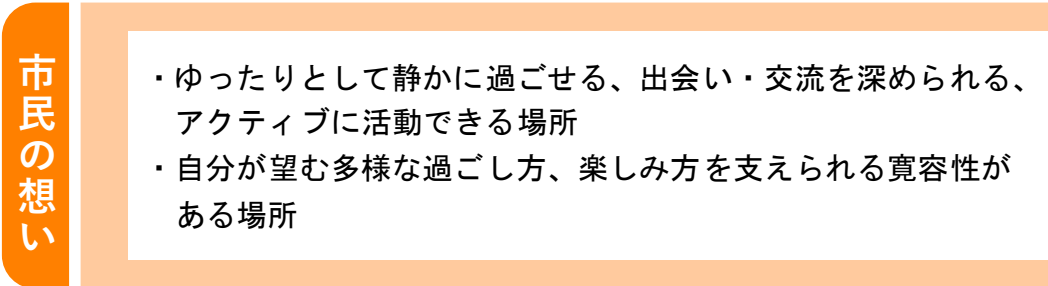 市民の想い
・ゆったりとして静かに過ごせる、出会い・交流を深められる、
アクティブに活動できる場所
・自分が望む多様な過ごし方、楽しみ方を支えられる寛容性が
ある場所